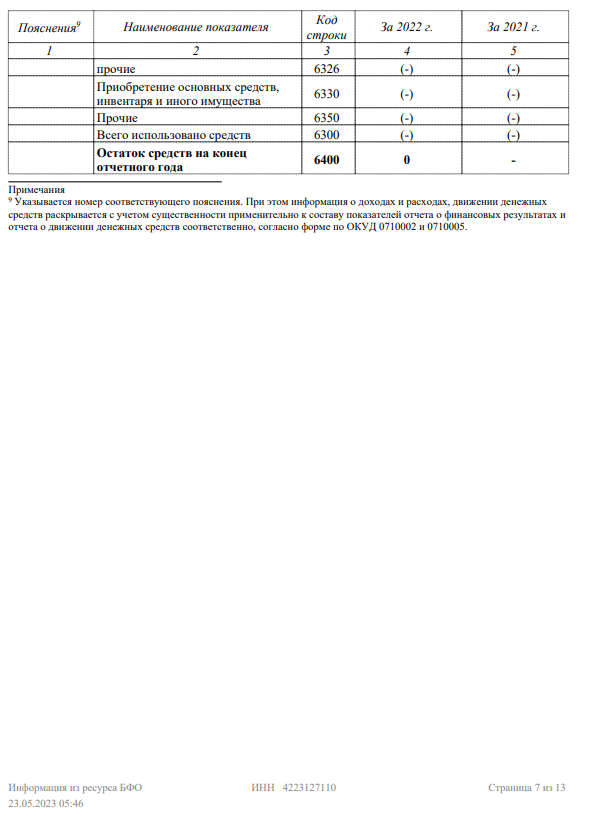 Пояснения⁹ Наименование показателя Код строки За 2022 г. За 2021 г.
1 2 3 4 5
прочие 6326 (-) (-)
Приобретение основных средств,
инвентаря и иного имущества 6330 (-) (-)
Прочие 6350 (-) (-)
Всего использовано средств 6300 (-) (-)
Остаток средств на конец
отчетного года 6400 0 -
Примечания
⁹ Указывается номер соответствующего пояснения. При этом информация о доходах и расходах, движении денежных
средств раскрывается с учетом существенности применительно к составу показателей отчета о финансовых результатах и
отчета о движении денежных средств соответственно, согласно форме по ОКУД 0710002 и 0710005.
Информация из ресурса БФО ИНН 4223127110 Страница 7 из 13
23.05.2023 05:46